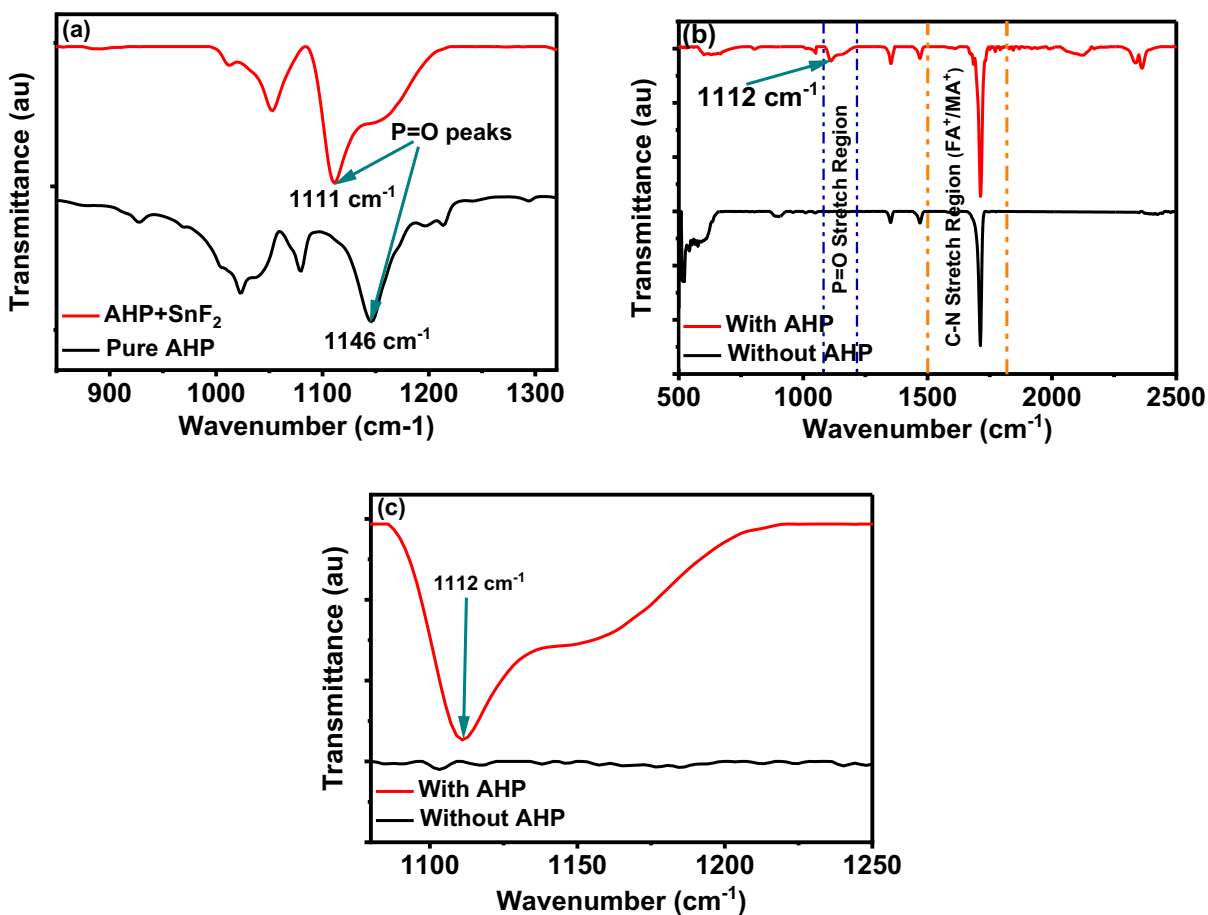 (a)
P=O peaks
1111 cm⁻¹
1146 cm⁻¹
AHP+SnF₂
Pure AHP
Transmittance (au)
900 1000 1100 1200 1300
Wavenumber (cm-1)
(b)
1112 cm⁻¹
P=O Stretch Region
C-N Stretch Region (FA⁺/MA⁺)
With AHP
Without AHP
Transmittance (au)
500 1000 1500 2000 2500
Wavenumber (cm⁻¹)
(c)
1112 cm⁻¹
With AHP
Without AHP
Transmittance (au)
1100 1150 1200 1250
Wavenumber (cm⁻¹)